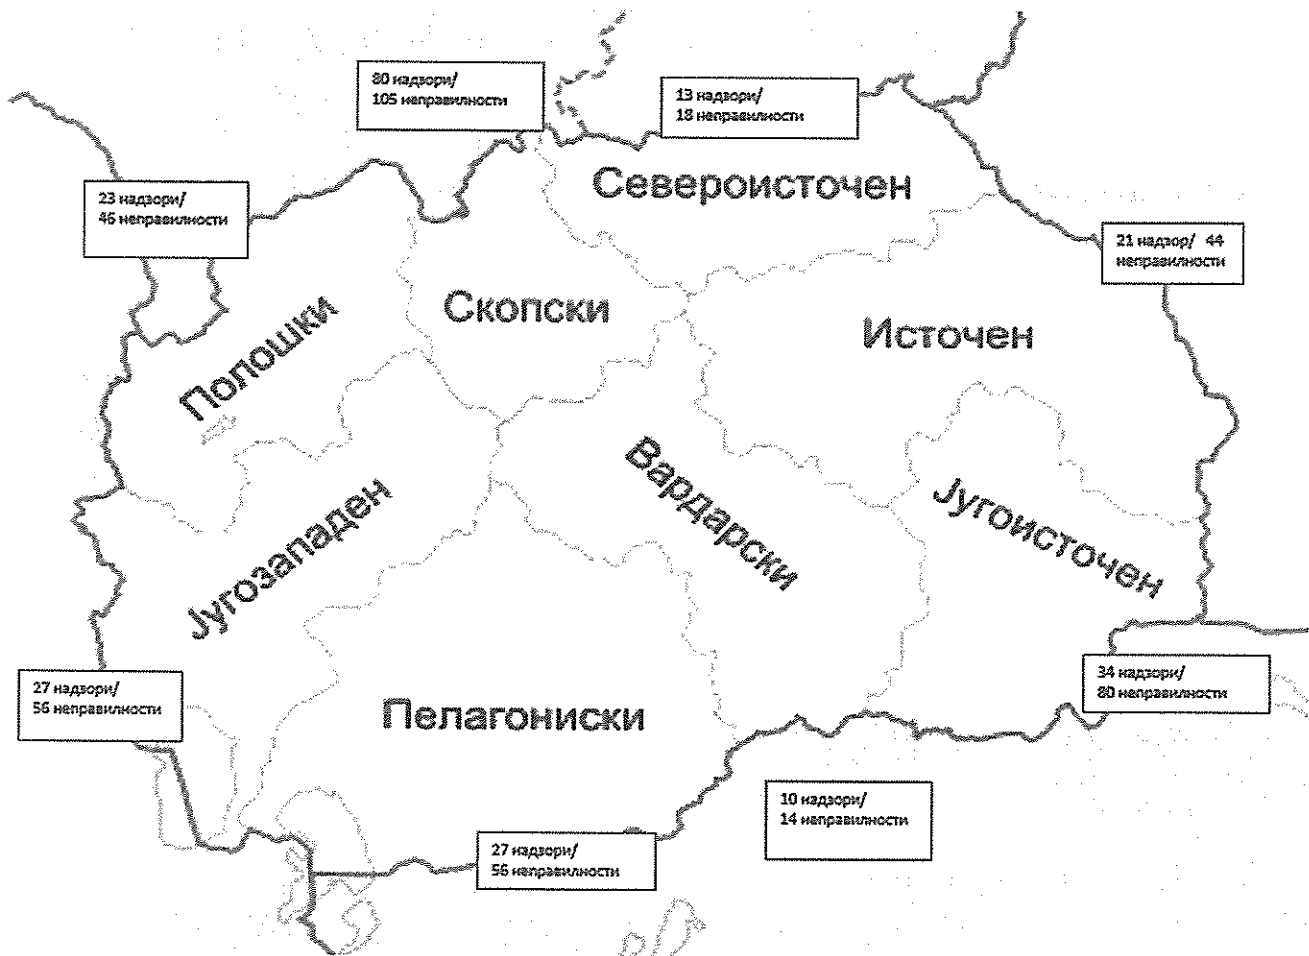 80 надзори/
105 неправилности
13 надзори/
18 неправилности
Североисточен
23 надзори/
46 неправилности
21 надзор/ 44
неправилности
Скопски
Источен
Полошки
Вардарски
Југоисточен
Југозападен
27 надзори/
56 неправилности
34 надзори/
80 неправилности
Пелагониски
10 надзори/
14 неправилности
27 надзори/
56 неправилности